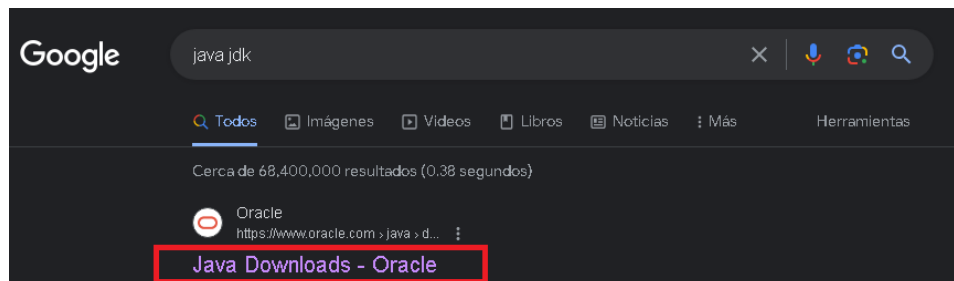 Google
java jdk
Todos Imágenes Videos Libros Noticias Más Herramientas
Cerca de 68,400,000 resultados (0.38 segundos)
Oracle
https://www.oracle.com › java › d...
Java Downloads - Oracle